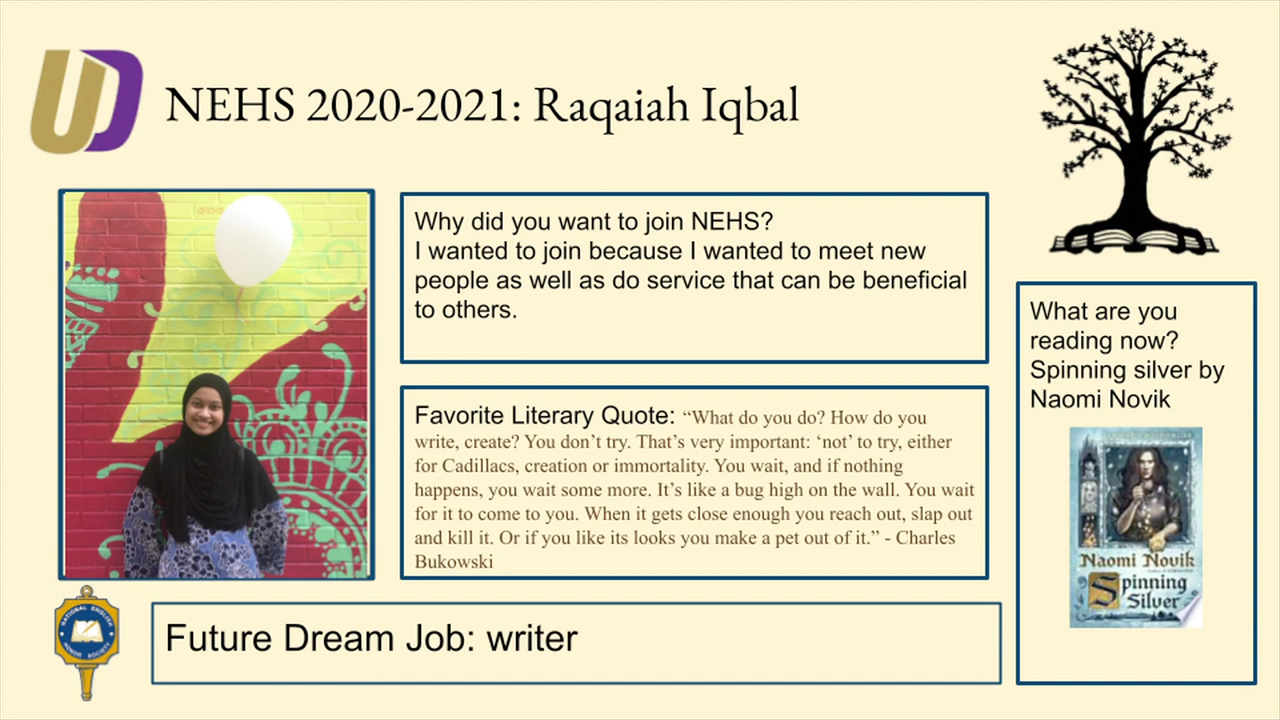 UD
NEHS 2020-2021: Raqaiah Iqbal
Why did you want to join NEHS?
I wanted to join because I wanted to meet new
people as well as do service that can be beneficial
to others.
Favorite Literary Quote: “What do you do? How do you
write, create? You don’t try. That’s very important: ‘not’ to try, either
for Cadillacs, creation or immortality. You wait, and if nothing
happens, you wait some more. It’s like a bug high on the wall. You wait
for it to come to you. When it gets close enough you reach out, slap out
and kill it. Or if you like its looks you make a pet out of it.” - Charles
Bukowski
What are you
reading now?
Spinning silver by
Naomi Novik
Naomi Novik
Spinning
Silver
NATIONAL ENGLISH
HONOR SOCIETY
Future Dream Job: writer